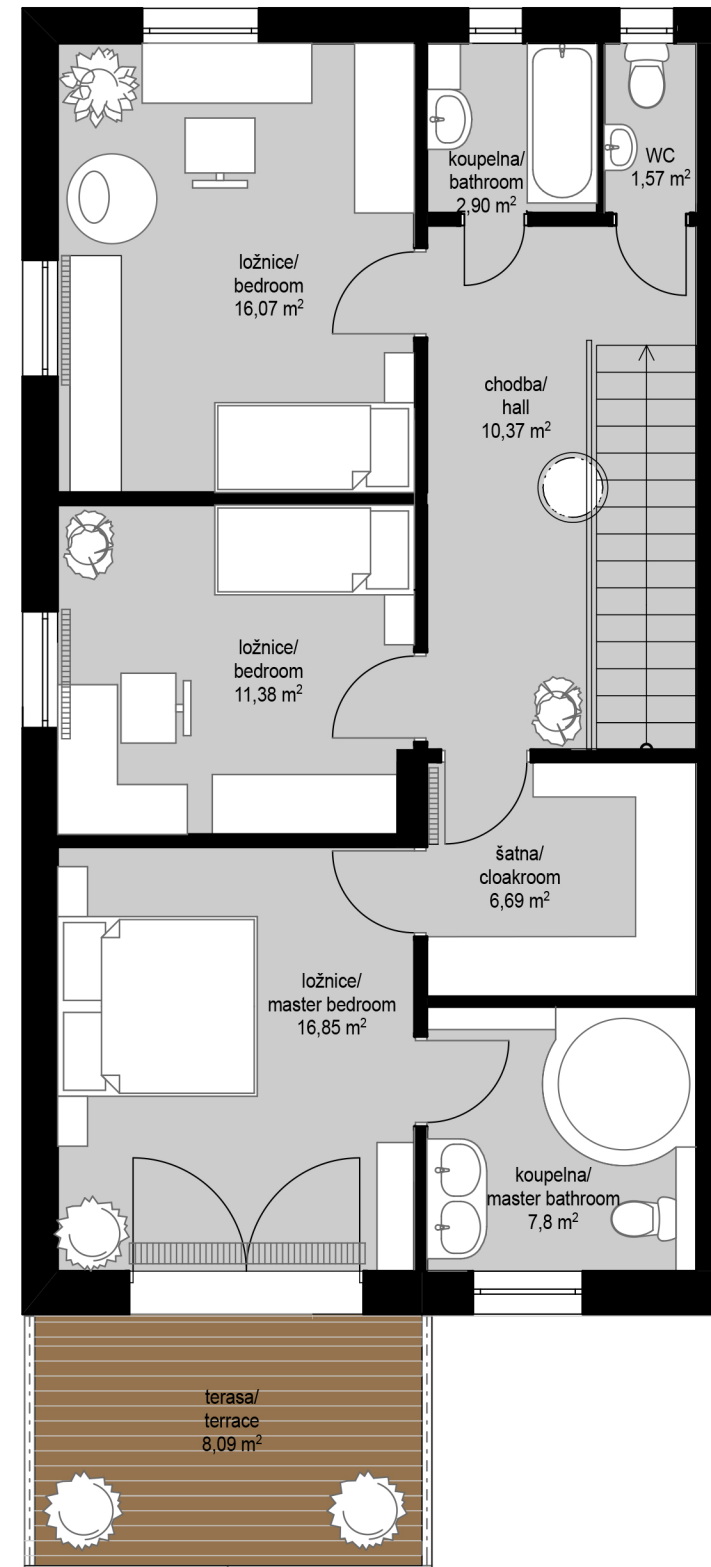 koupelna/
bathroom
2,90 m²
WC
1,57 m²
ložnice/
bedroom
16,07 m²
chodba/
hall
10,37 m²
ložnice/
bedroom
11,38 m²
šatna/
cloakroom
6,69 m²
ložnice/
master bedroom
16,85 m²
koupelna/
master bathroom
7,8 m²
terasa/
terrace
8,09 m²